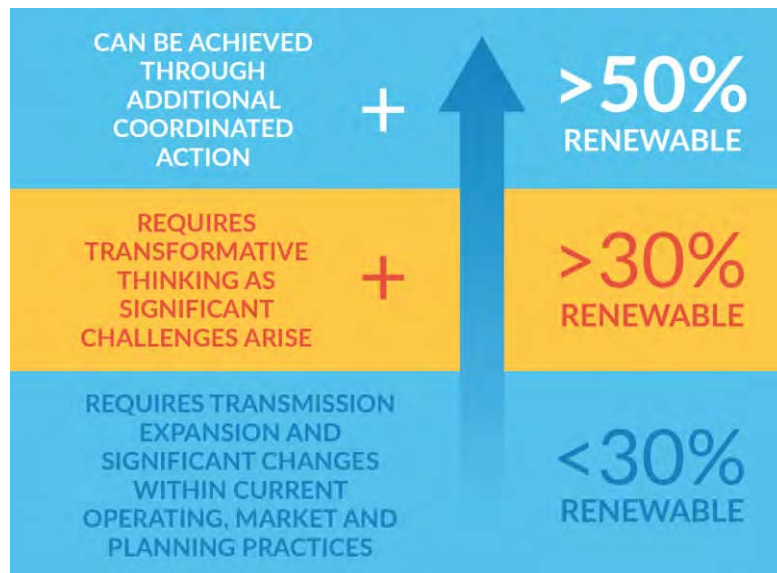 CAN BE ACHIEVED
THROUGH
ADDITIONAL
COORDINATED
ACTION
+
>50%
RENEWABLE
REQUIRES
TRANSFORMATIVE
THINKING AS
SIGNIFICANT
CHALLENGES ARISE
+
>30%
RENEWABLE
REQUIRES TRANSMISSION
EXPANSION AND
SIGNIFICANT CHANGES
WITHIN CURRENT
OPERATING, MARKET AND
PLANNING PRACTICES
<30%
RENEWABLE